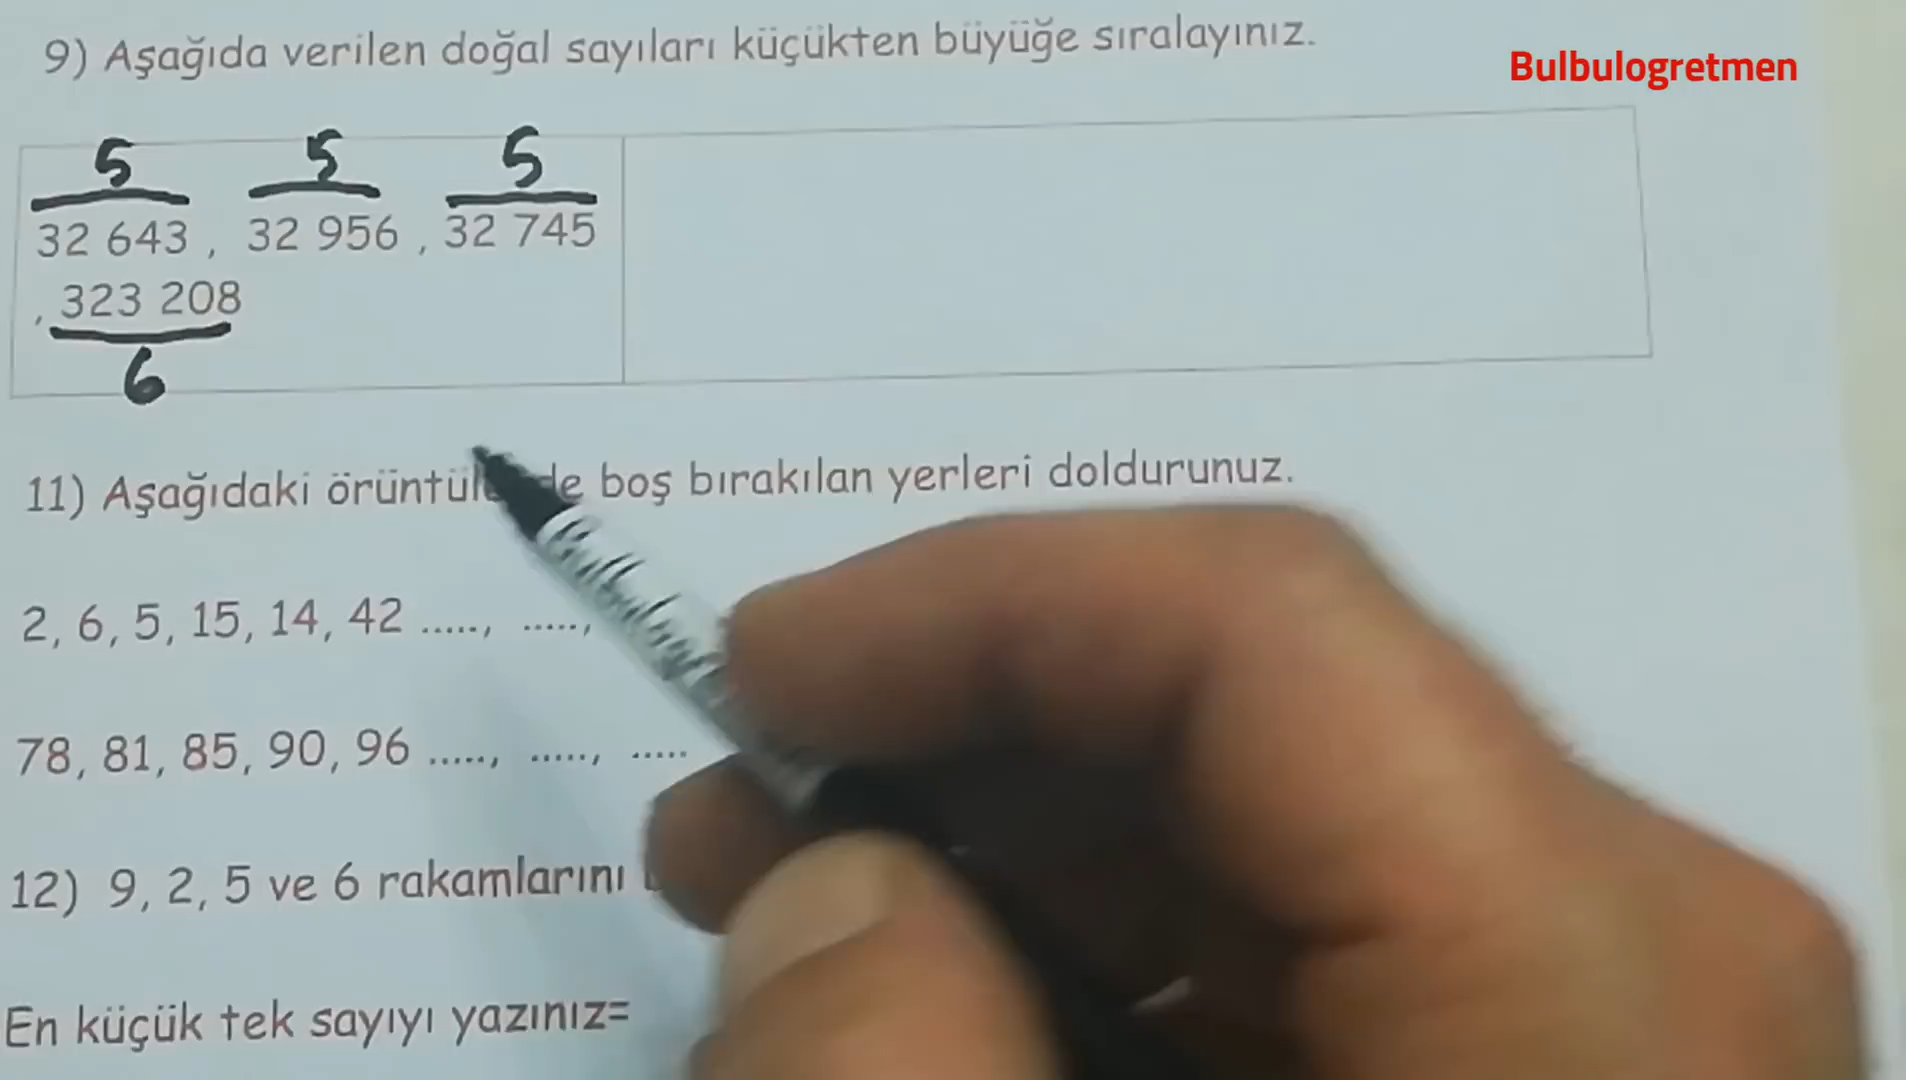 9) Aşağıda verilen doğal sayıları küçükten büyüğe sıralayınız.
Bulbulogretmen
5 5 5
32 643 , 32 956 , 32 745
, 323 208
6
11) Aşağıdaki boş bırakılan yerleri doldurunuz.
2, 6, 5, 15, 14, 42 ....., .....,
78, 81, 85, 90, 96 ....., ....., .....
12) 9, 2, 5 ve 6 rakamlarını
En küçük tek sayıyı yazınız=